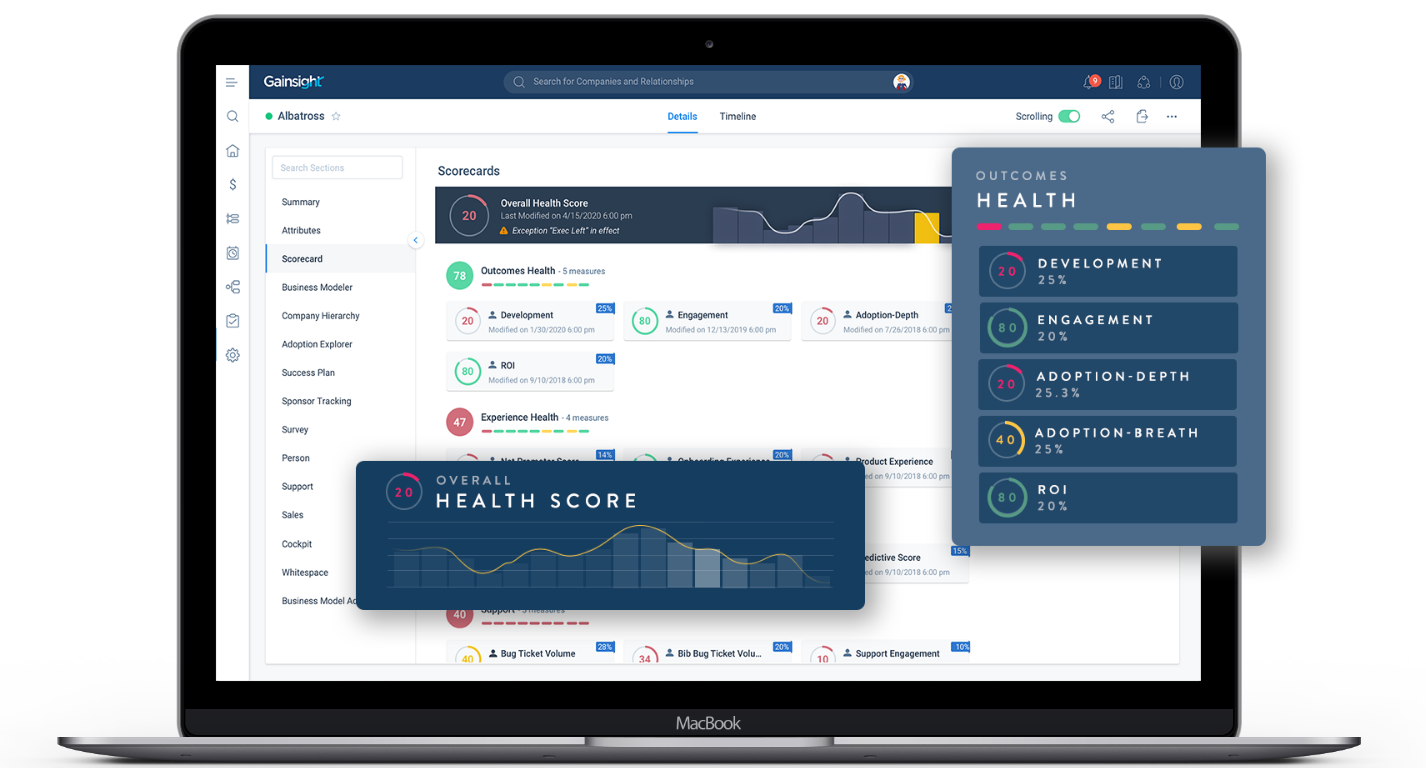 Gainsight
Search for Companies and Relationships
9
Albatross
Details
Timeline
Scrolling
Search Sections
Summary
Attributes
Scorecard
Business Modeler
Company Hierarchy
Adoption Explorer
Success Plan
Sponsor Tracking
Survey
Person
Support
Sales
Cockpit
Whitespace
Business Model Ac
Scorecards
20
Overall Health Score
Last Modified on 4/15/2020 6:00 pm
Exception "Exec Left" in effect
78
Outcomes Health - 5 measures
20
Development
25%
Modified on 1/30/2020 6:00 pm
80
Engagement
20%
Modified on 12/13/2019 6:00 pm
20
Adoption-Depth
Modified on 7/26/2018 6:00 pm
80
ROI
20%
Modified on 9/10/2018 6:00 pm
47
Experience Health - 4 measures
14%
Net Promoter Score
20%
Onboarding Experience
Product Experience
ed on 9/10/2018 6:00 pm
edictive Score
15%
ed on 9/10/2018 6:00 pm
40
Support - 3 measures
40
Bug Ticket Volume
28%
34
Bib Bug Ticket Volu...
20%
10
Support Engagement
10%
20
OVERALL
HEALTH SCORE
OUTCOMES
HEALTH
20
DEVELOPMENT
25%
80
ENGAGEMENT
20%
20
ADOPTION-DEPTH
25.3%
40
ADOPTION-BREATH
25%
80
ROI
20%
MacBook